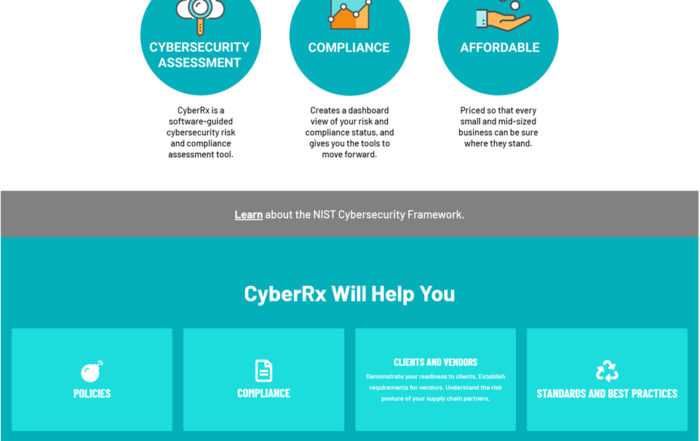 CYBERSECURITY
ASSESSMENT
COMPLIANCE
AFFORDABLE
CyberRx is a
software-guided
cybersecurity risk
and compliance
assessment tool.
Creates a dashboard
view of your risk and
compliance status, and
gives you the tools to
move forward.
Priced so that every
small and mid-sized
business can be sure
where they stand.
Learn about the NIST Cybersecurity Framework.
CyberRx Will Help You
POLICIES
COMPLIANCE
CLIENTS AND VENDORS
Demonstrate your readiness to clients. Establish
requirements for vendors. Understand the risk
posture of your supply chain partners.
STANDARDS AND BEST PRACTICES